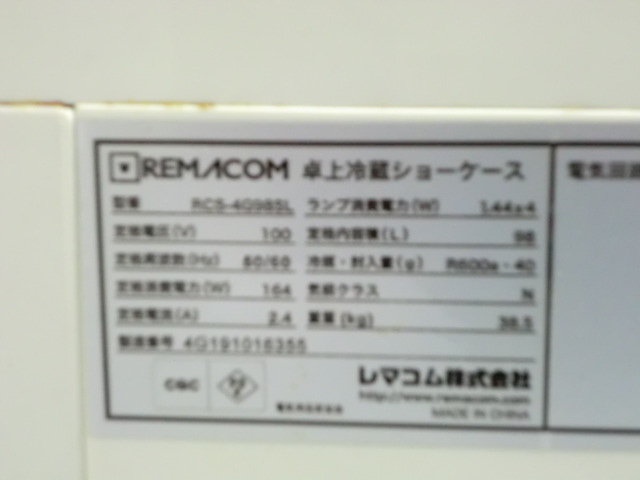 REMACOM 卓上冷蔵ショーケース
型番 RCS-4G98SL ランプ消費電力(W) 1.44×4
定格電圧(V) 100 定格内容積(L) 98
定格周波数(Hz) 50/60 冷媒・封入量(g) R600a・40
定格消費電力(W) 164 気候クラス N
定格電流(A) 2.4 質量(kg) 38.5
製造番号 4G191016355
CQC
レマコム株式会社
http://www.remacom.com
MADE IN CHINA
電気回路